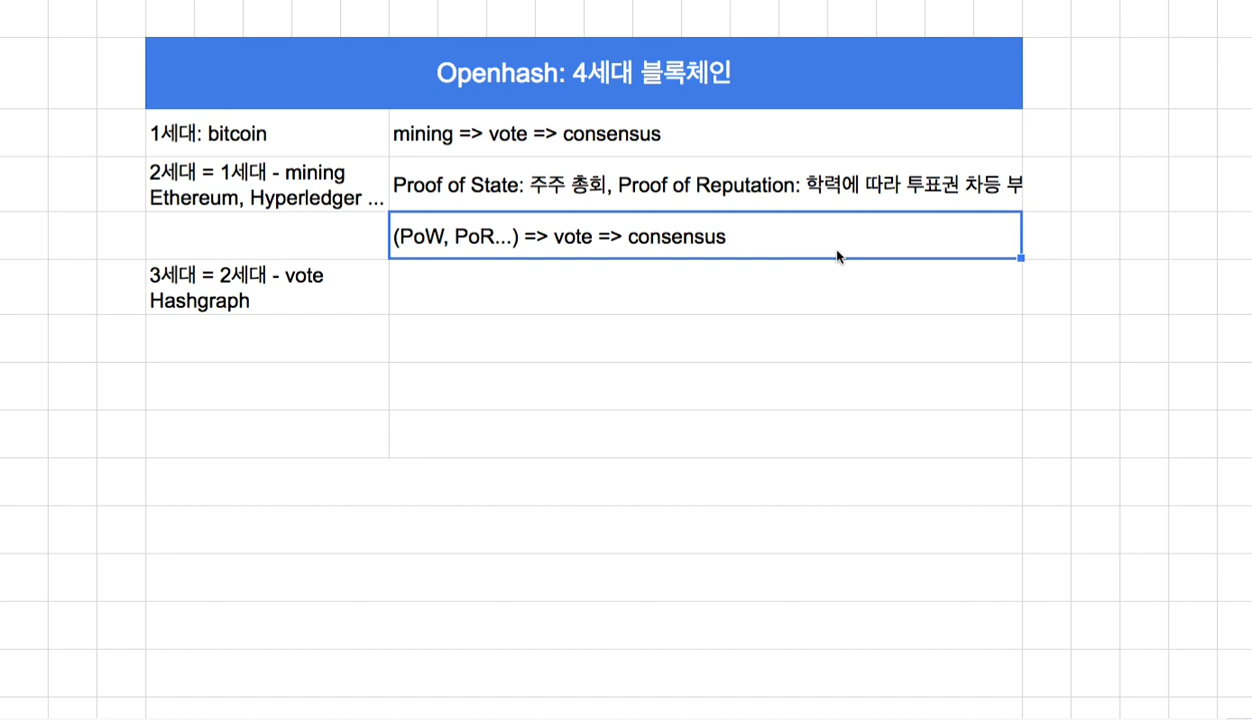 Openhash: 4세대 블록체인
1세대: bitcoin
mining => vote => consensus
2세대 = 1세대 - mining
Ethereum, Hyperledger ...
Proof of State: 주주 총회, Proof of Reputation: 학력에 따라 투표권 차등 부
(PoW, PoR...) => vote => consensus
3세대 = 2세대 - vote
Hashgraph